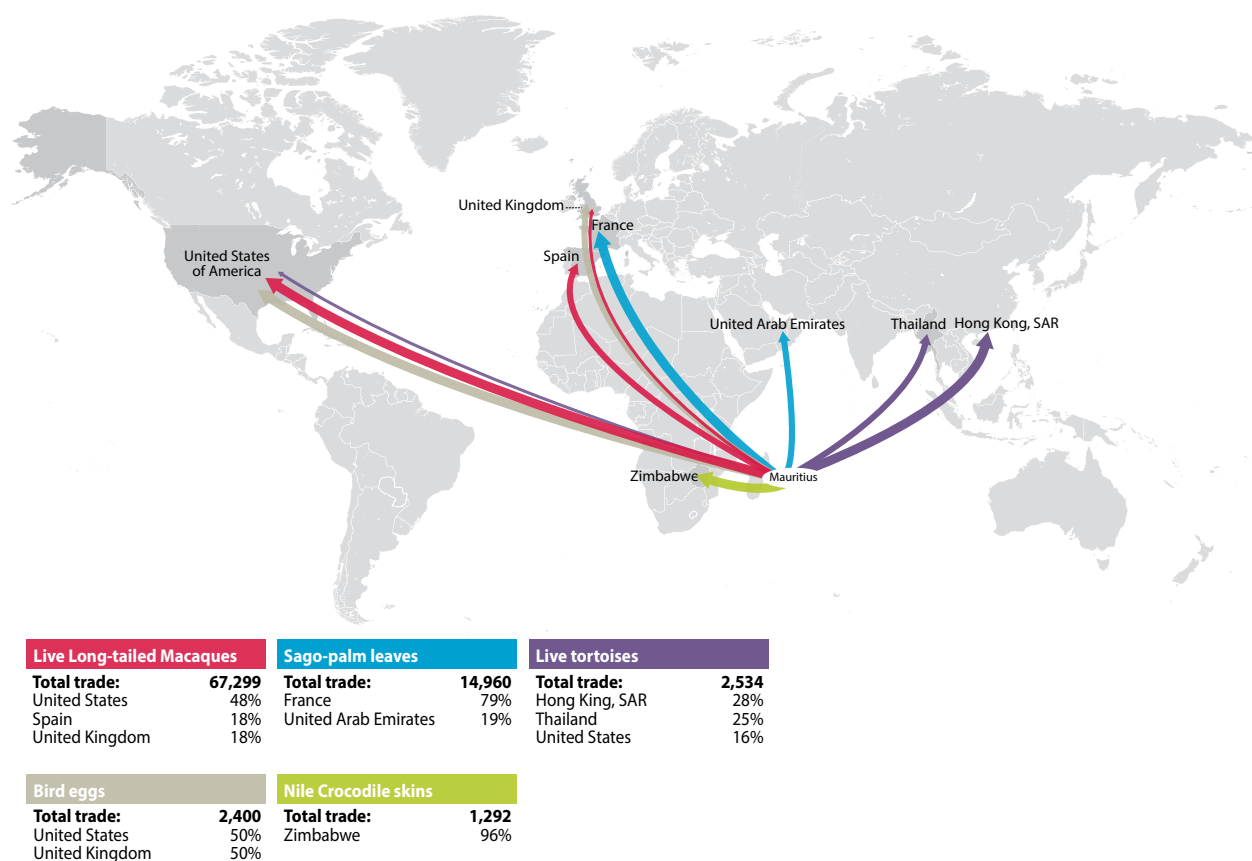 United Kingdom
France
Spain
United States
of America
United Arab Emirates
Thailand
Hong Kong, SAR
Zimbabwe
Mauritius
Live Long-tailed Macaques
Total trade: 67,299
United States 48%
Spain 18%
United Kingdom 18%
Sago-palm leaves
Total trade: 14,960
France 79%
United Arab Emirates 19%
Live tortoises
Total trade: 2,534
Hong King, SAR 28%
Thailand 25%
United States 16%
Bird eggs
Total trade: 2,400
United States 50%
United Kingdom 50%
Nile Crocodile skins
Total trade: 1,292
Zimbabwe 96%